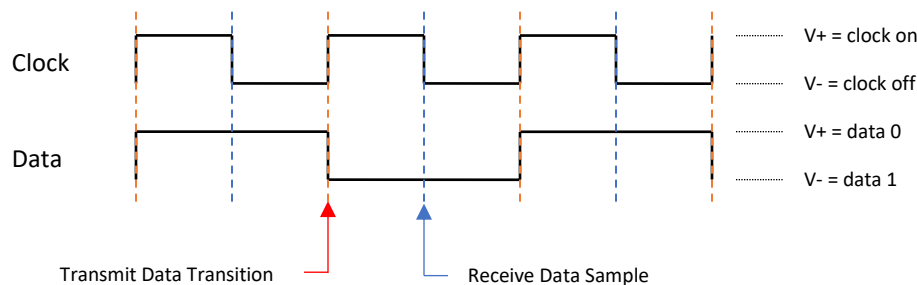 V+ = clock on
Clock
V- = clock off
V+ = data 0
Data
V- = data 1
Transmit Data Transition
Receive Data Sample